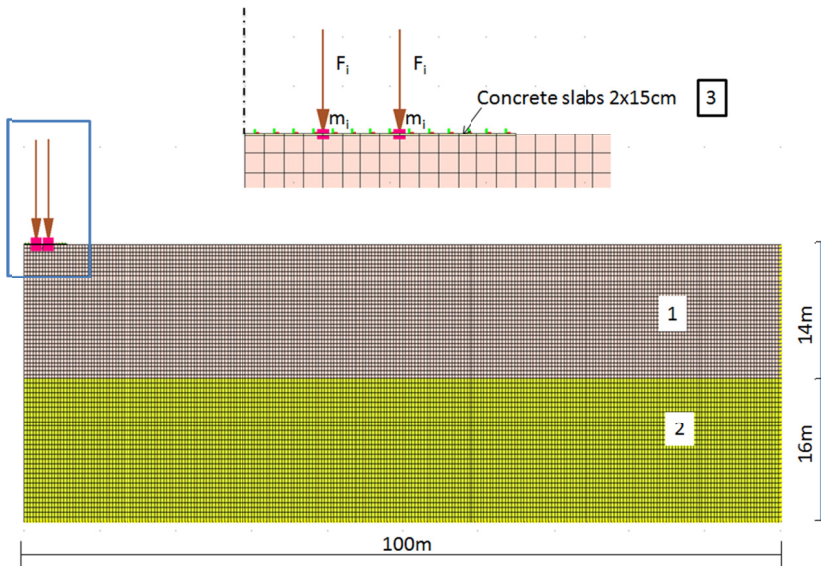 Fᵢ Fᵢ
Concrete slabs 2x15cm 3
mᵢ mᵢ
1
14m
2
16m
100m